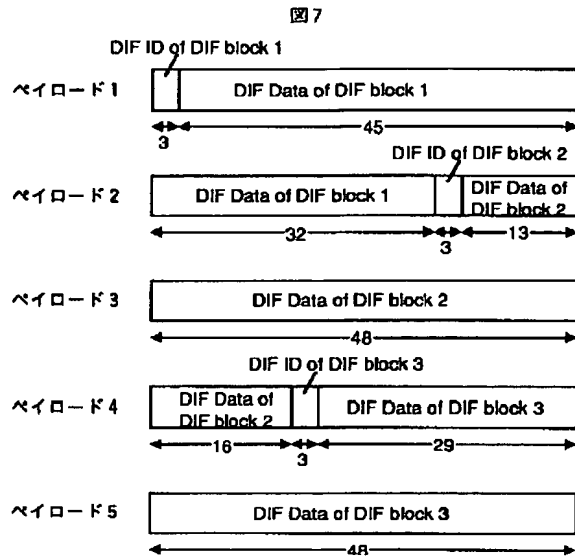 図7
DIF ID of DIF block 1
ペイロード1
DIF Data of DIF block 1
3
45
DIF ID of DIF block 2
ペイロード2
DIF Data of DIF block 1
DIF Data of
DIF block 2
32
3
13
ペイロード3
DIF Data of DIF block 2
48
DIF ID of DIF block 3
ペイロード4
DIF Data of
DIF block 2
DIF Data of DIF block 3
16
3
29
ペイロード5
DIF Data of DIF block 3
48